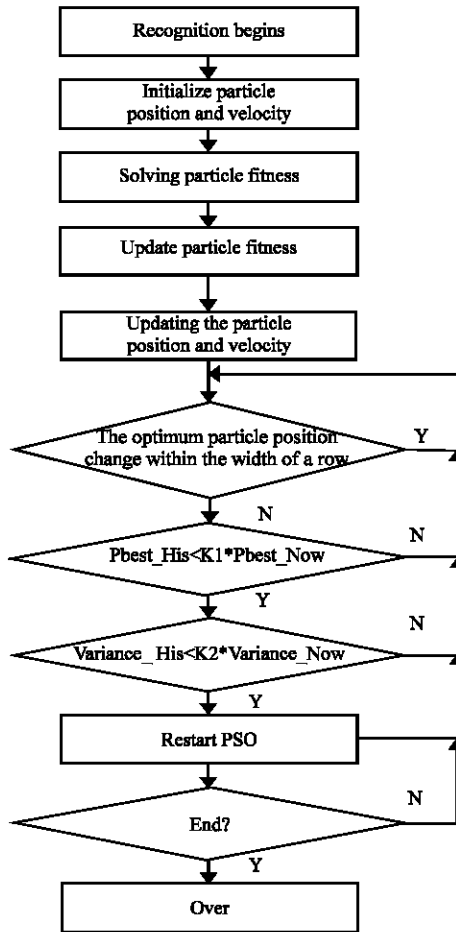 Recognition begins
Initialize particle
position and velocity
Solving particle fitness
Update particle fitness
Updating the particle
position and velocity
The optimum particle position
change within the width of a row
Y
N
Pbest_His<K1*Pbest_Now
N
Y
Variance_ His<K2*Variance_Now
N
Y
Restart PSO
End?
N
Y
Over